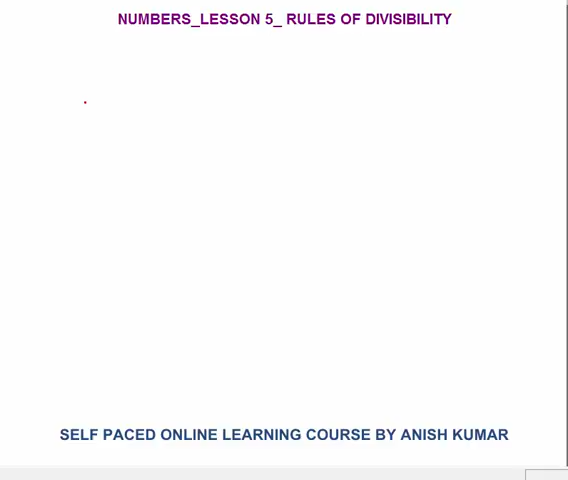 NUMBERS_LESSON 5_ RULES OF DIVISIBILITY
SELF PACED ONLINE LEARNING COURSE BY ANISH KUMAR